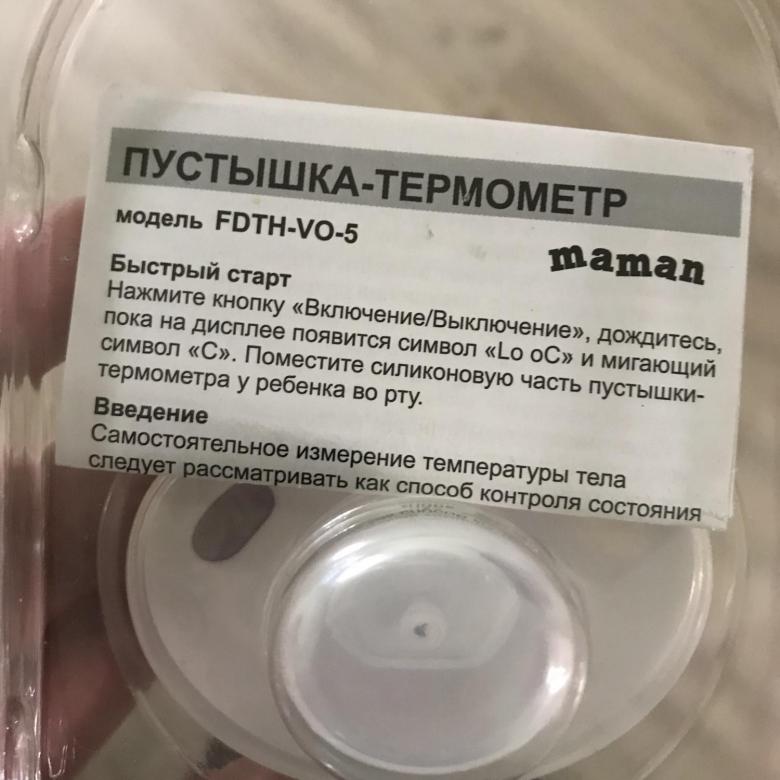 ПУСТЫШКА-ТЕРМОМЕТР
модель FDTH-VO-5
maman
Быстрый старт
Нажмите кнопку «Включение/Выключение», дождитесь,
пока на дисплее появится символ «Lo oC» и мигающий
символ «С». Поместите силиконовую часть пустышки-
термометра у ребенка во рту.
Введение
Самостоятельное измерение температуры тела
следует рассматривать как способ контроля состояния